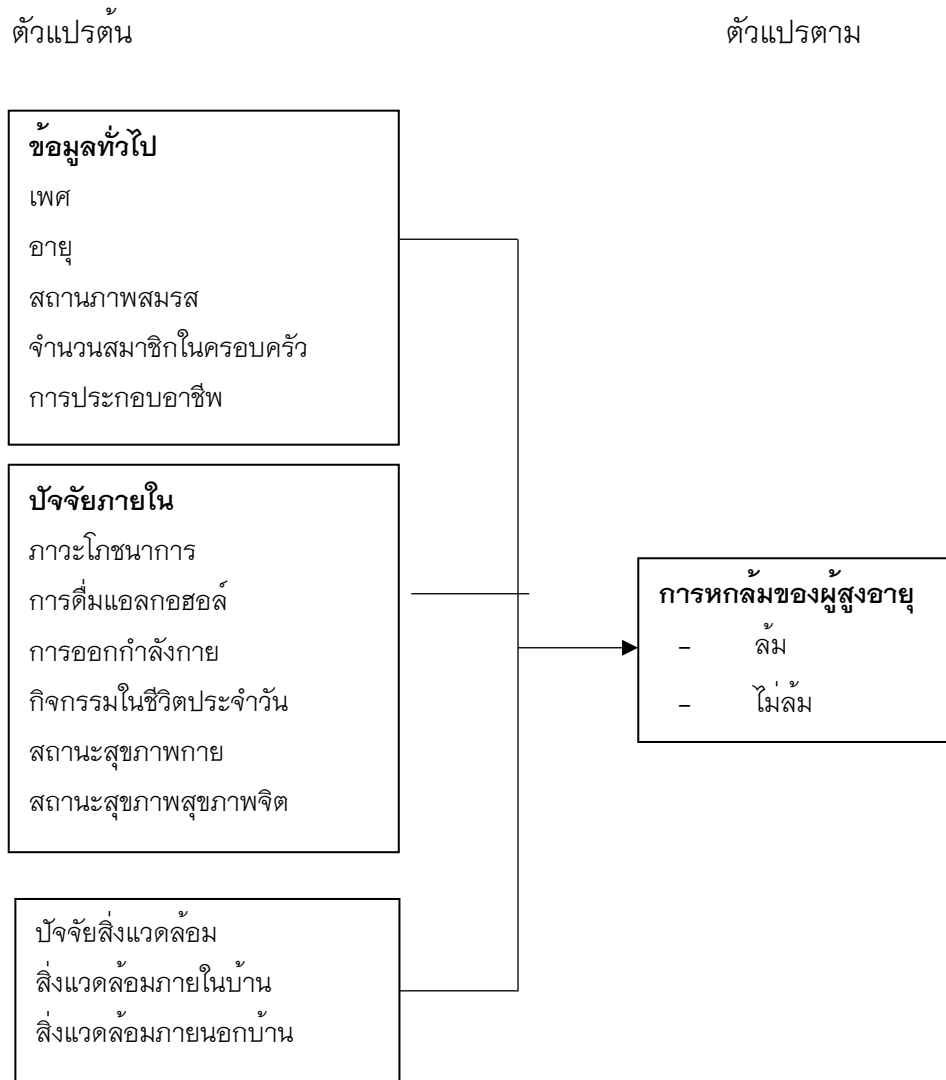 ตัวแปรต้น
ตัวแปรตาม
ข้อมูลทั่วไป
เพศ
อายุ
สถานภาพสมรส
จำนวนสมาชิกในครอบครัว
การประกอบอาชีพ
ปัจจัยภายใน
ภาวะโภชนาการ
การดื่มแอลกอฮอล์
การออกกำลังกาย
กิจกรรมในชีวิตประจำวัน
สถานะสุขภาพกาย
สถานะสุขภาพสุขภาพจิต
ปัจจัยสิ่งแวดล้อม
สิ่งแวดล้อมภายในบ้าน
สิ่งแวดล้อมภายนอกบ้าน
การหกล้มของผู้สูงอายุ
– ล้ม
– ไม่ล้ม